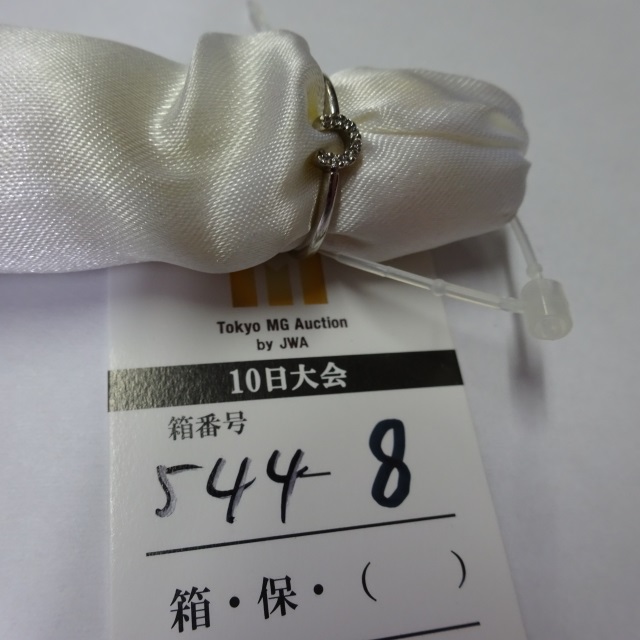 Tokyo MG Auction
by JWA
10日大会
箱番号
544-8
箱・保・（　）